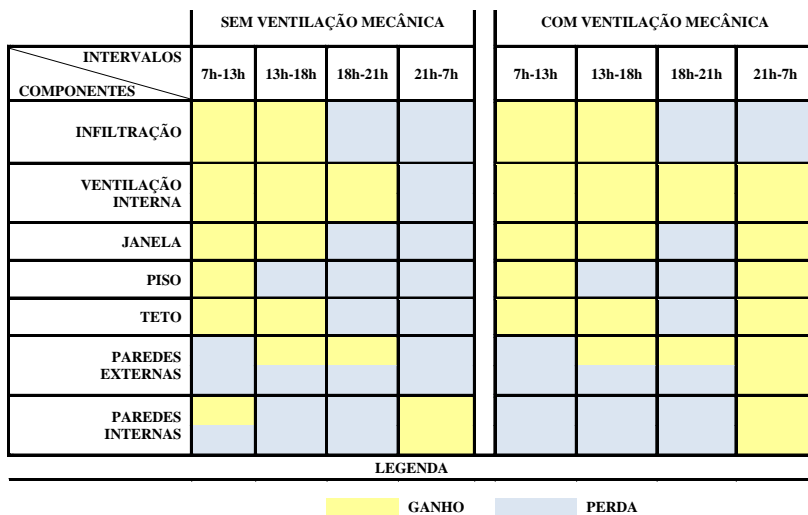 SEM VENTILAÇÃO MECÂNICA
COM VENTILAÇÃO MECÂNICA
INTERVALOS
COMPONENTES
7h-13h
13h-18h
18h-21h
21h-7h
7h-13h
13h-18h
18h-21h
21h-7h
INFILTRAÇÃO
VENTILAÇÃO
INTERNA
JANELA
PISO
TETO
PAREDES
EXTERNAS
PAREDES
INTERNAS
LEGENDA
GANHO
PERDA